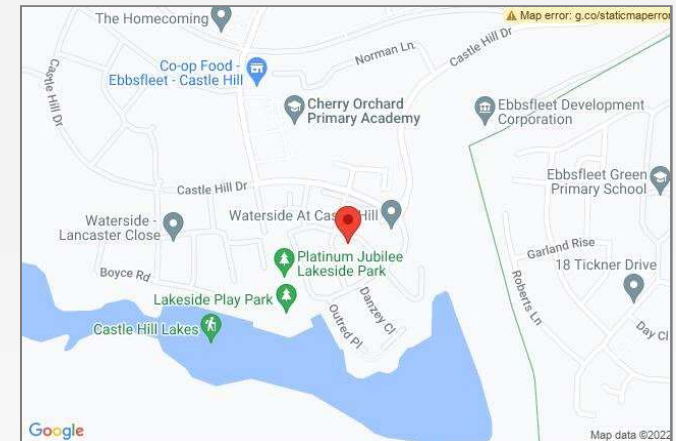 The Homecoming
Map error: g.co/staticmaperror
Norman Ln
Castle Hill Dr
Co-op Food -
Ebbsfleet - Castle Hill
Castle Hill Dr
Cherry Orchard
Primary Academy
Ebbsfleet Development
Corporation
Ebbsfleet Green
Primary School
Castle Hill Dr
Waterside -
Lancaster Close
Waterside At Castle Hill
Garland Rise
18 Tickner Drive
Platinum Jubilee
Lakeside Park
Boyce Rd
Roberts Ln
Lakeside Play Park
Danzey Cl
Outred Pl
Castle Hill Lakes
Day Cl
Google
Map data ©2022